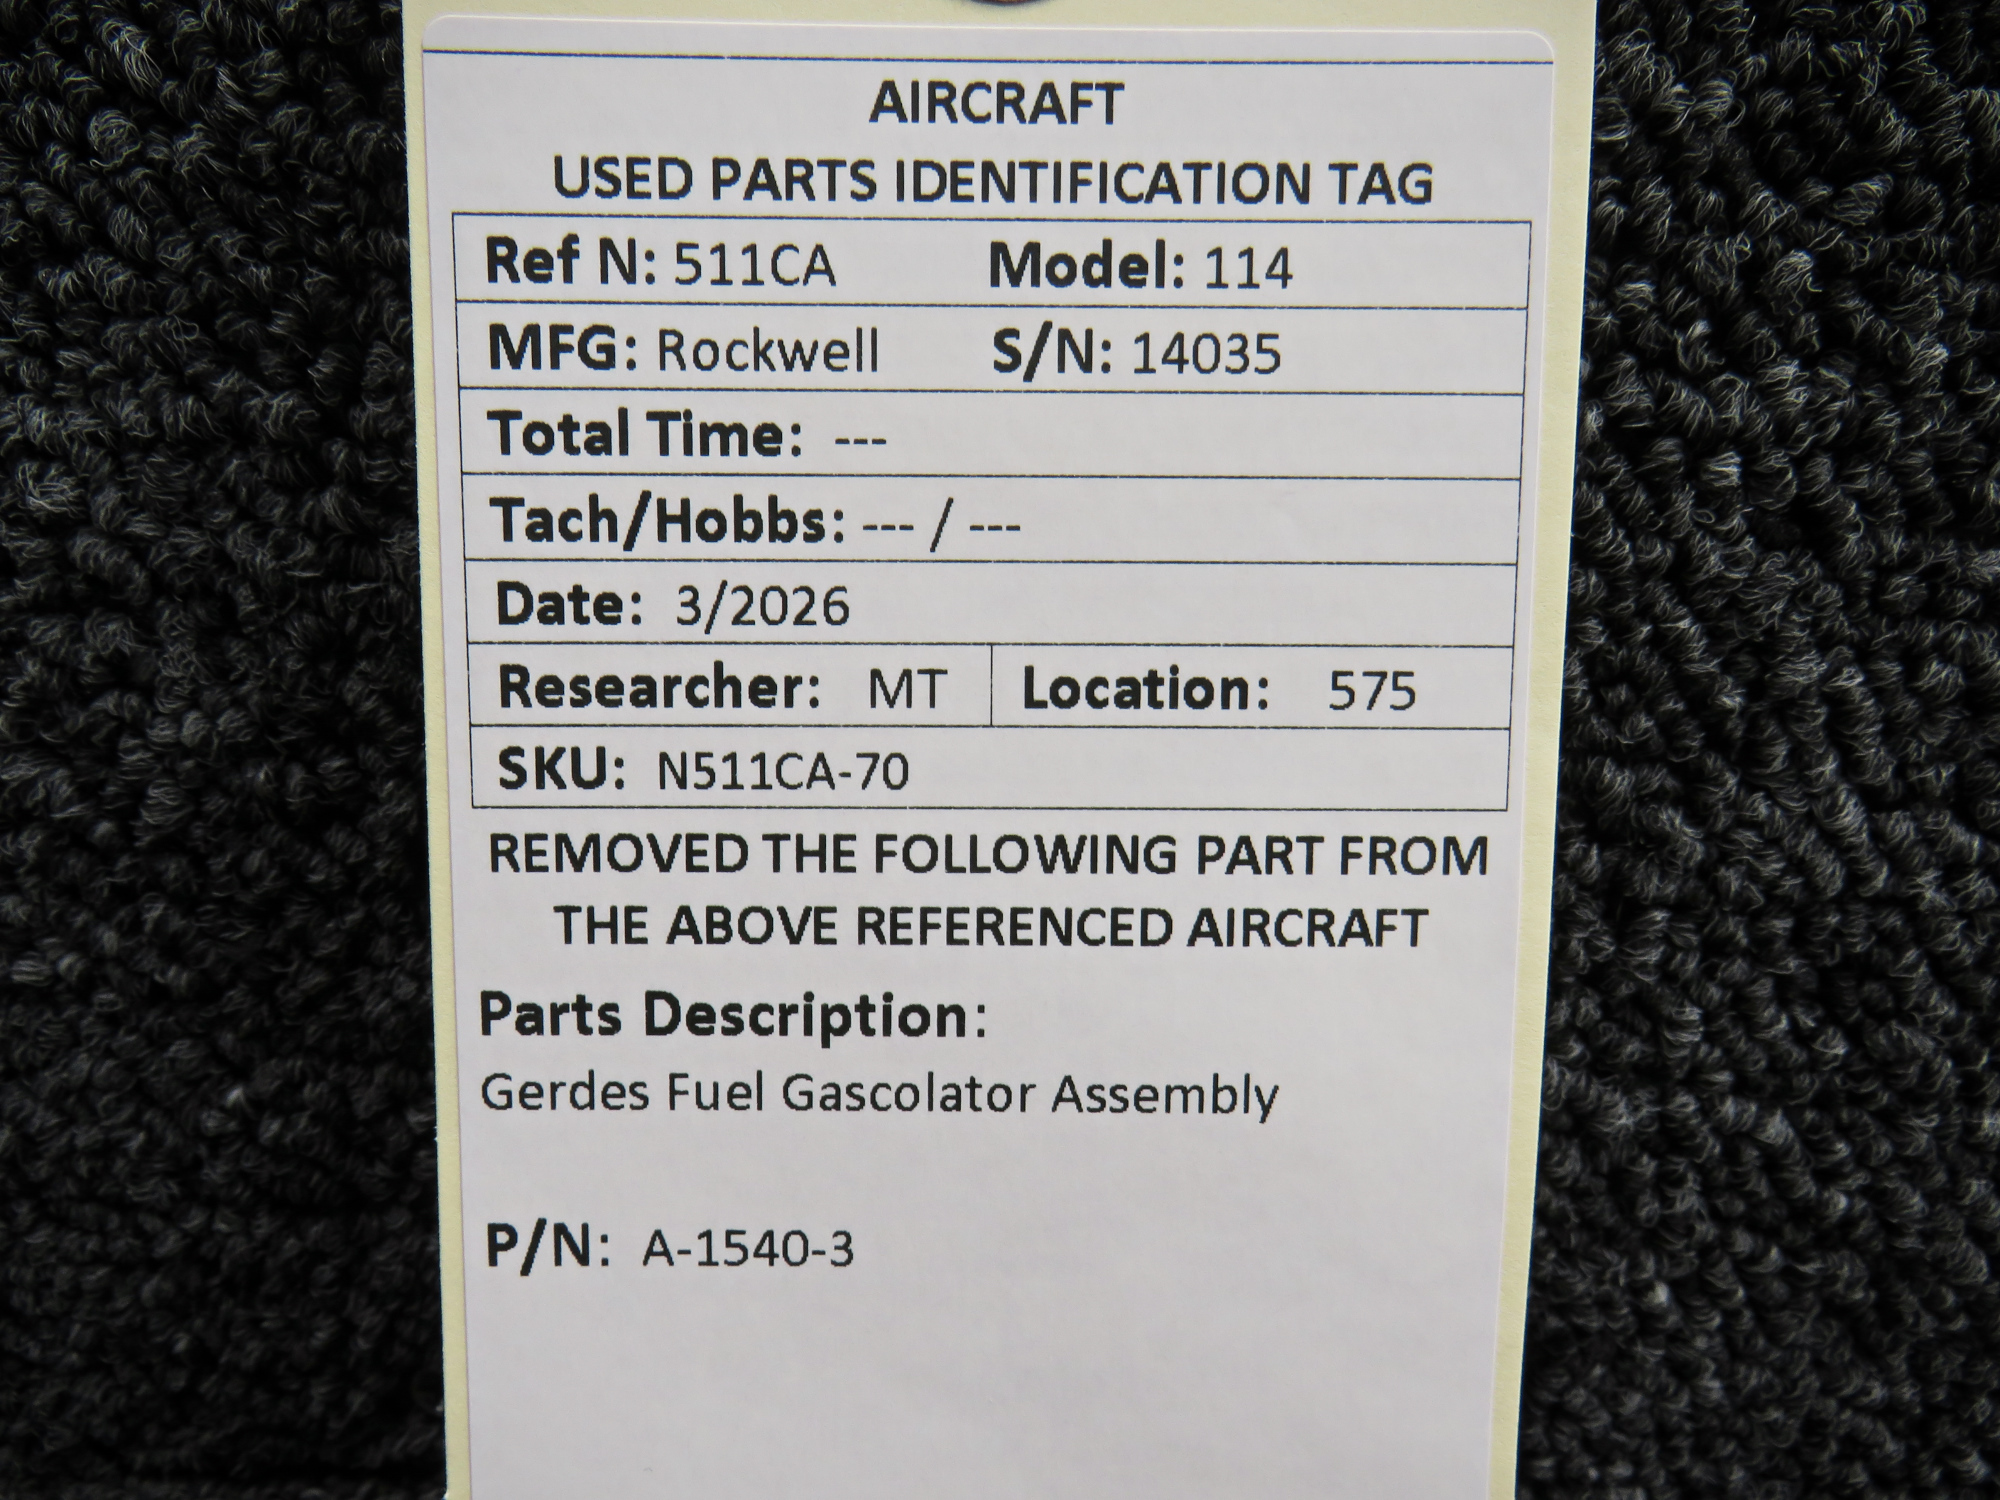 AIRCRAFT
USED PARTS IDENTIFICATION TAG
Ref N: 511CA Model: 114
MFG: Rockwell S/N: 14035
Total Time: ---
Tach/Hobbs: --- / ---
Date: 3/2026
Researcher: MT Location: 575
SKU: N511CA-70
REMOVED THE FOLLOWING PART FROM
THE ABOVE REFERENCED AIRCRAFT
Parts Description:
Gerdes Fuel Gascolator Assembly
P/N: A-1540-3